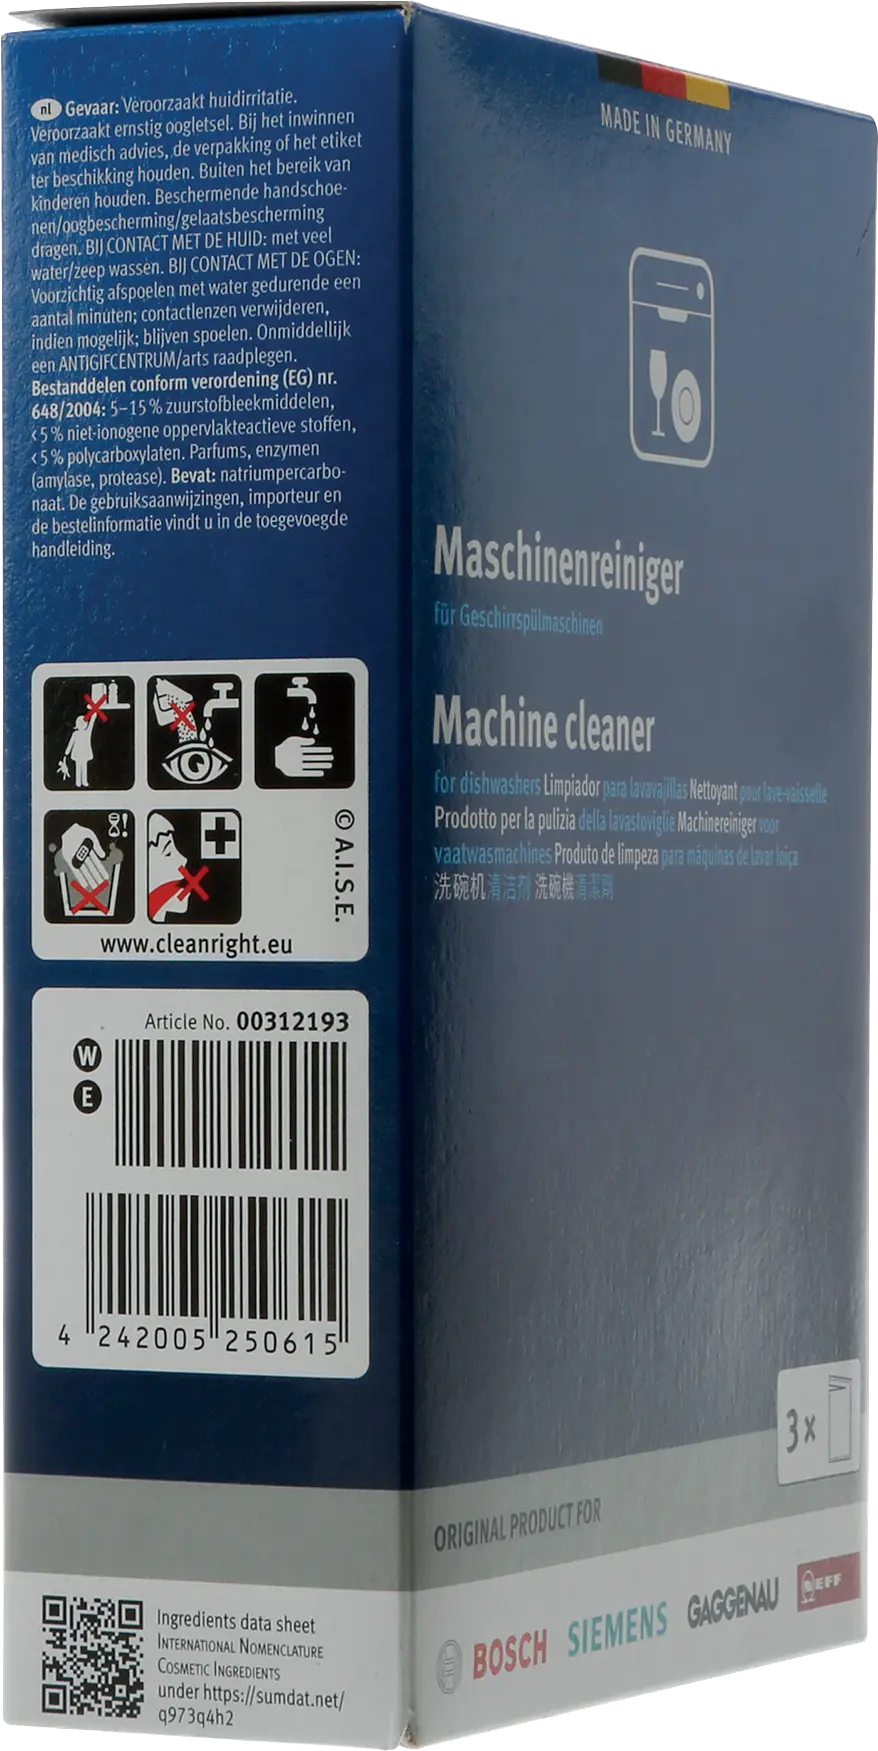 nl Gevaar: Veroorzaakt huidirritatie.
Veroorzaakt ernstig oogletsel. Bij het inwinnen
van medisch advies, de verpakking of het etiket
ter beschikking houden. Buiten het bereik van
kinderen houden. Beschermende handschoe-
nen/oogbescherming/gelaatsbescherming
dragen. BIJ CONTACT MET DE HUID: met veel
water/zeep wassen. BIJ CONTACT MET DE OGEN:
Voorzichtig afspoelen met water gedurende een
aantal minuten; contactlenzen verwijderen,
indien mogelijk; blijven spoelen. Onmiddellijk
een ANTIGIFCENTRUM/arts raadplegen.
Bestanddelen conform verordening (EG) nr.
648/2004: 5–15 % zuurstofbleekmiddelen,
<5 % niet-ionogene oppervlakteactieve stoffen,
<5 % polycarboxylaten. Parfums, enzymen
(amylase, protease). Bevat: natriumpercarbo-
naat. De gebruiksaanwijzingen, importeur en
de bestelinformatie vindt u in de toegevoegde
handleiding.
© A.I.S.E.
www.cleanright.eu
Article No. 00312193
W
E
4 242005 250615
Ingredients data sheet
International Nomenclature
Cosmetic Ingredients
under https://sumdat.net/
q973q4h2
MADE IN GERMANY
Maschinenreiniger
für Geschirrspülmaschinen
Machine cleaner
for dishwashers Limpiador para lavavajillas Nettoyant pour lave-vaisselle
Prodotto per la pulizia della lavastoviglie Machinereiniger voor
vaatwasmachines Produto de limpeza para máquinas de lavar loiça
洗碗机清洁剂 洗碗機清潔劑
3x
ORIGINAL PRODUCT FOR
BOSCH SIEMENS GAGGENAU NEFF